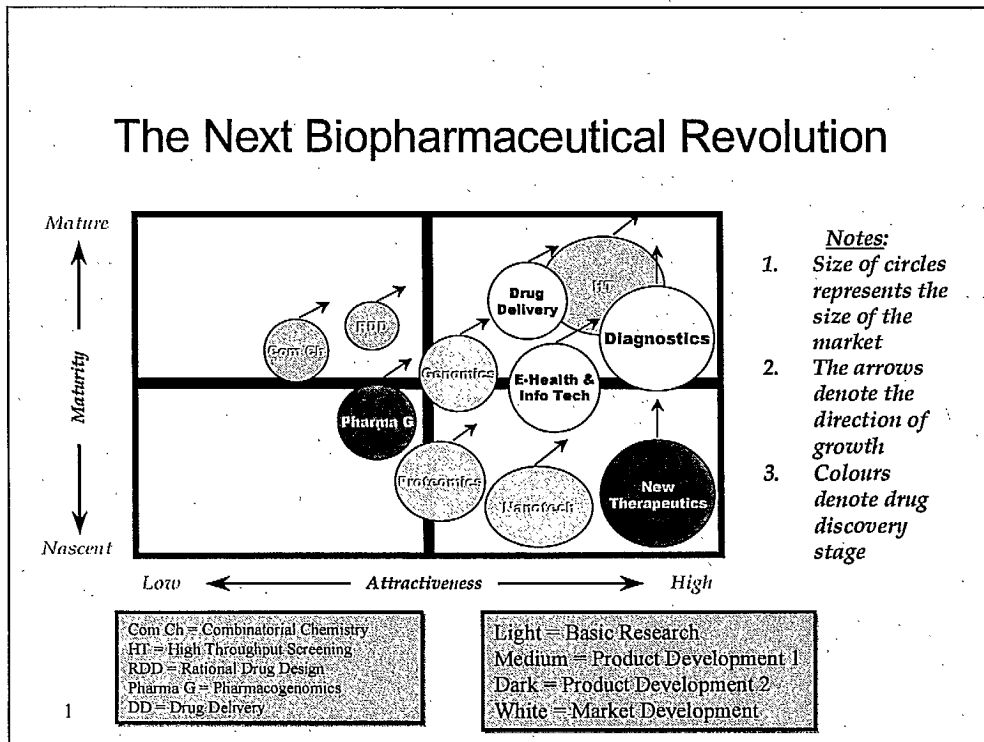 The Next Biopharmaceutical Revolution
Mature
Maturity
Nascent
Com Ch
RDD
Drug
Delivery
HT
Diagnostics
Genomics
E-Health &
Info Tech
Pharma G
Proteomics
Nanotech
New
Therapeutics
Low
Attractiveness
High
Notes:
1. Size of circles
represents the
size of the
market
2. The arrows
denote the
direction of
growth
3. Colours
denote drug
discovery
stage
Com Ch = Combinatorial Chemistry
HT = High Throughput Screening
RDD = Rational Drug Design
Pharma G = Pharmacogenomics
DD = Drug Delivery
Light = Basic Research
Medium = Product Development 1
Dark = Product Development 2
White = Market Development
1